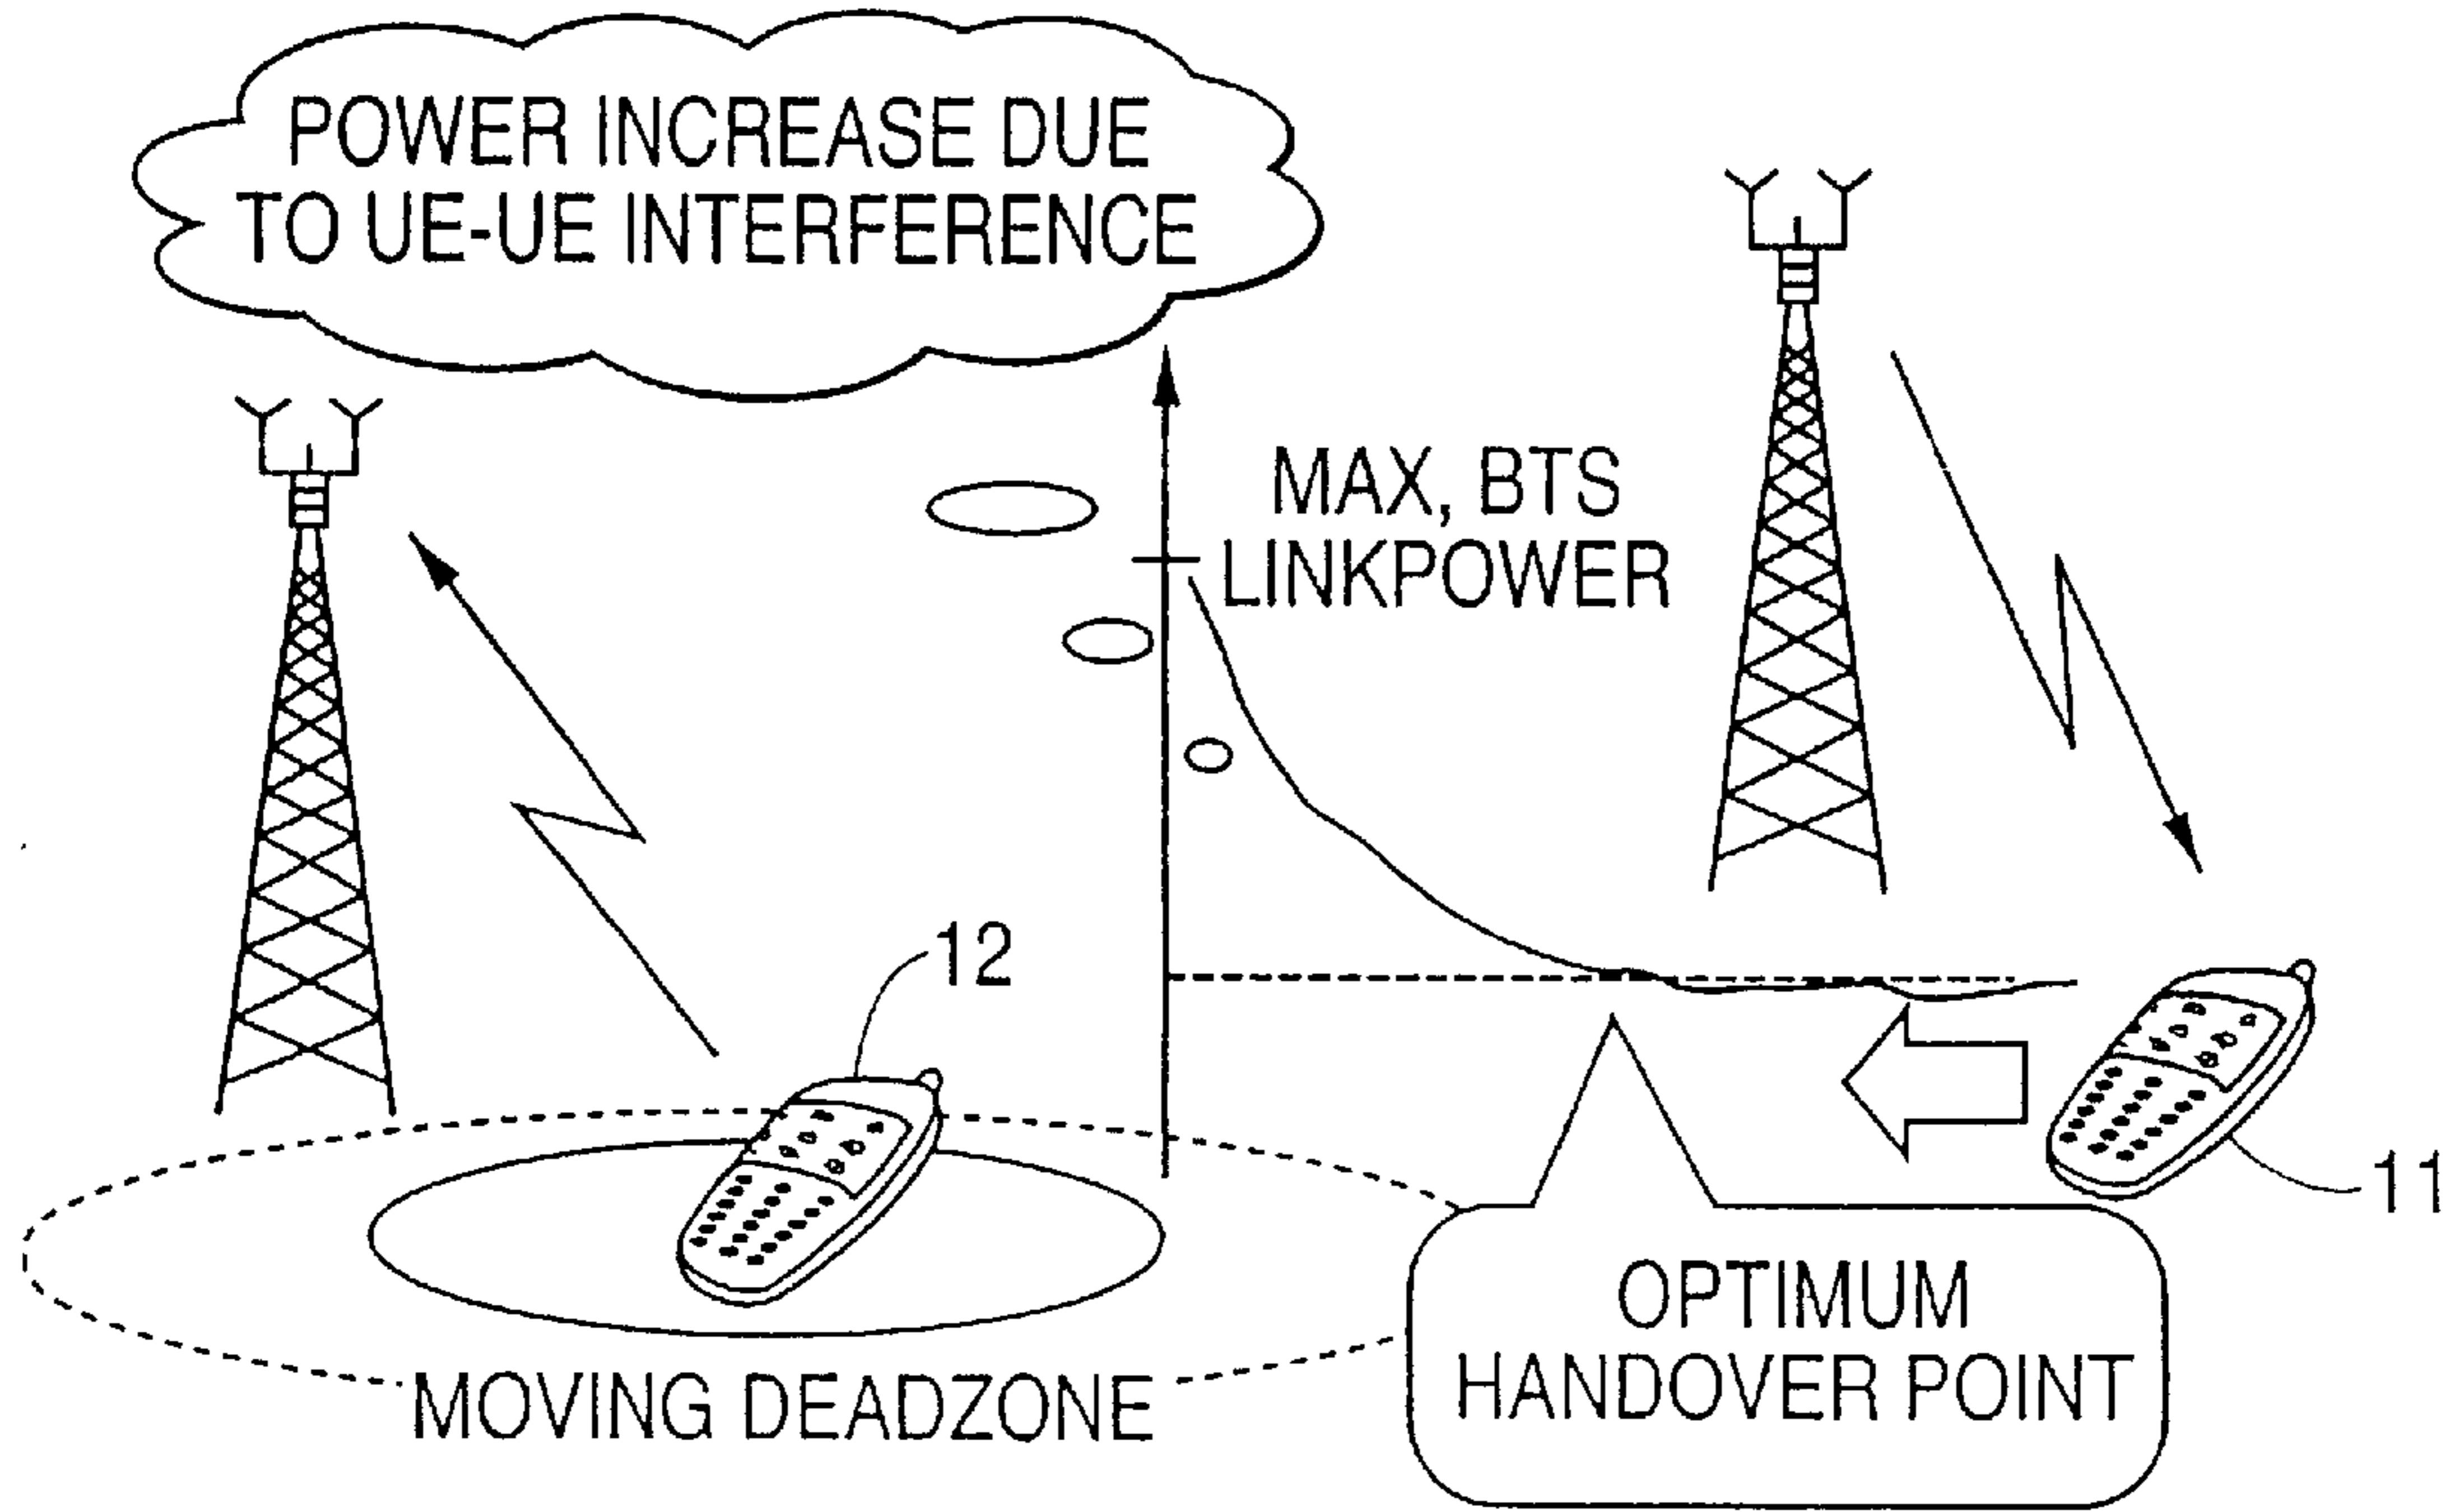 POWER INCREASE DUE
TO UE-UE INTERFERENCE
MAX, BTS
LINKPOWER
12
11
OPTIMUM
HANDOVER POINT
MOVING DEADZONE